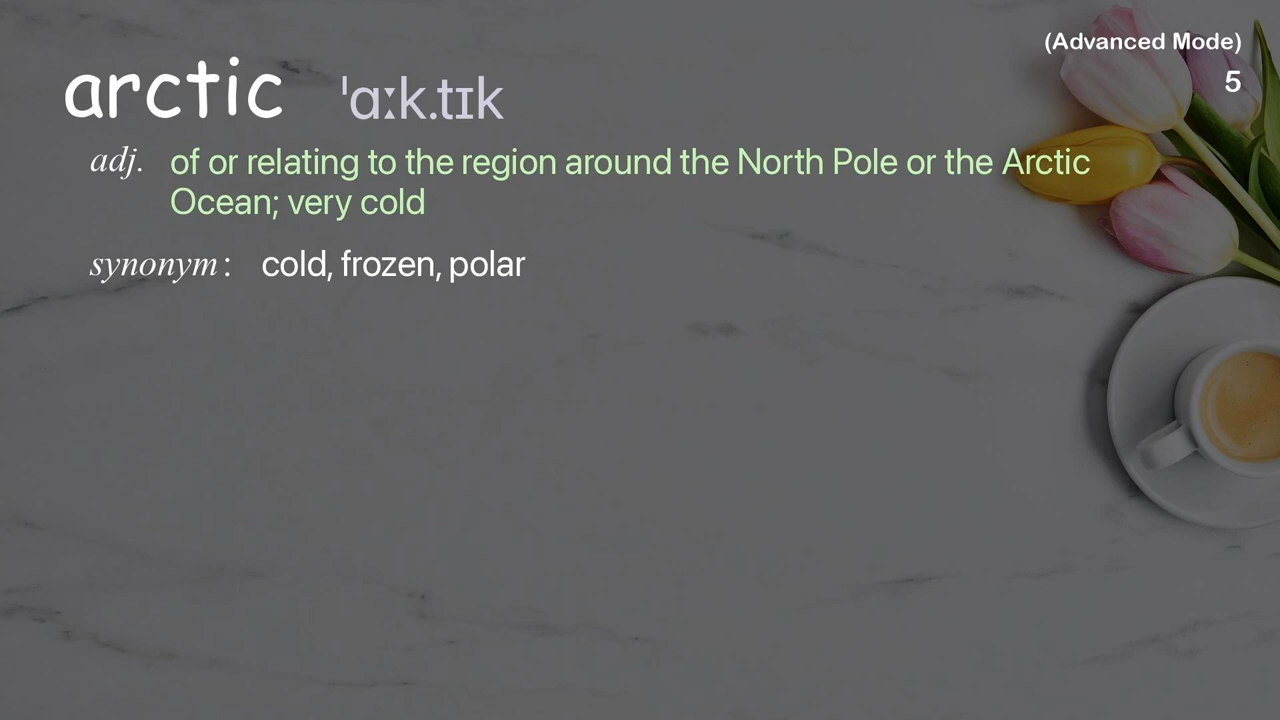 (Advanced Mode)
5
arctic ˈɑːk.tɪk
adj. of or relating to the region around the North Pole or the Arctic
Ocean; very cold
synonym : cold, frozen, polar